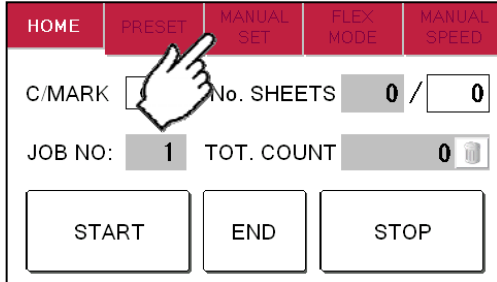 HOME PRESET MANUAL SET FLEX MODE MANUAL SPEED
C/MARK No. SHEETS 0 / 0
JOB NO: 1 TOT. COUNT 0
START END STOP